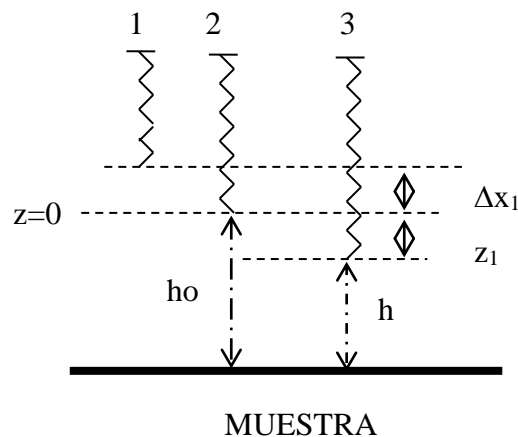 1 2 3
Δx₁
z=0
z₁
ho
h
MUESTRA